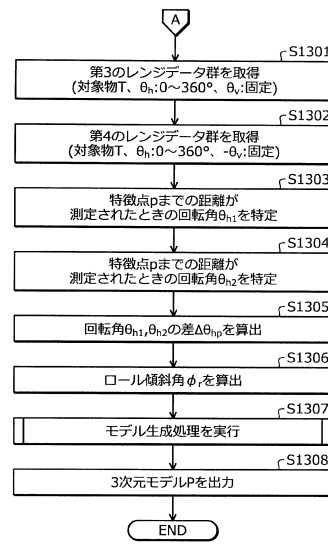 A
S1301
第3のレンジデータ群を取得
(対象物T、θh:0～360°、θv:固定)
S1302
第4のレンジデータ群を取得
(対象物T、θh:0～360°、-θv:固定)
S1303
特徴点pまでの距離が
測定されたときの回転角θh1を特定
S1304
特徴点pまでの距離が
測定されたときの回転角θh2を特定
S1305
回転角θh1,θh2の差Δθhpを算出
S1306
ロール傾斜角φrを算出
S1307
モデル生成処理を実行
S1308
3次元モデルPを出力
END